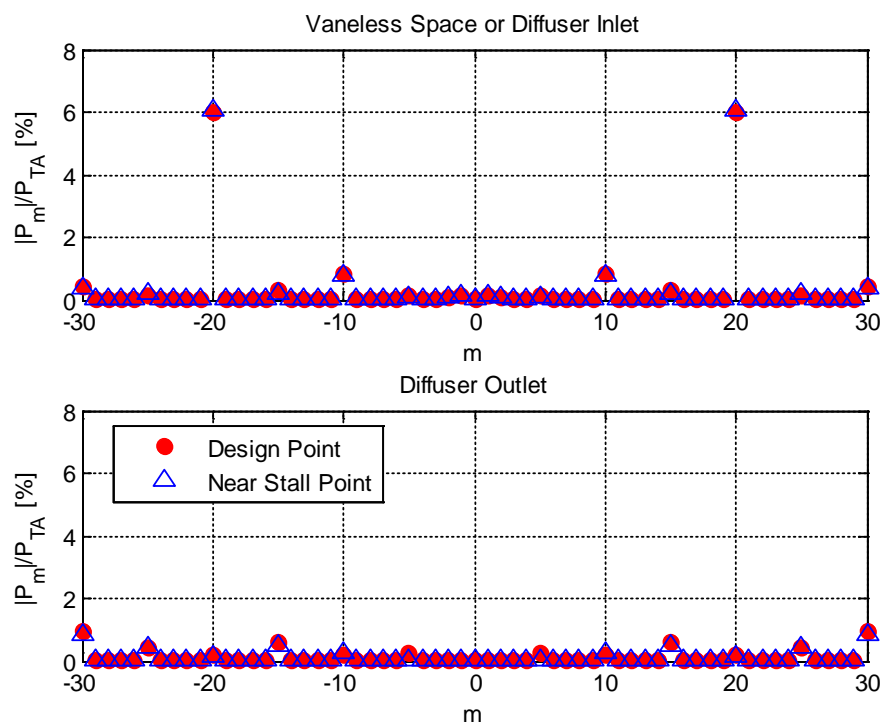 Vaneless Space or Diffuser Inlet
8
6
4
2
0
|P_m|/P_TA [%]
-30 -20 -10 0 10 20 30
m
Diffuser Outlet
8
6
4
2
0
|P_m|/P_TA [%]
Design Point
Near Stall Point
-30 -20 -10 0 10 20 30
m